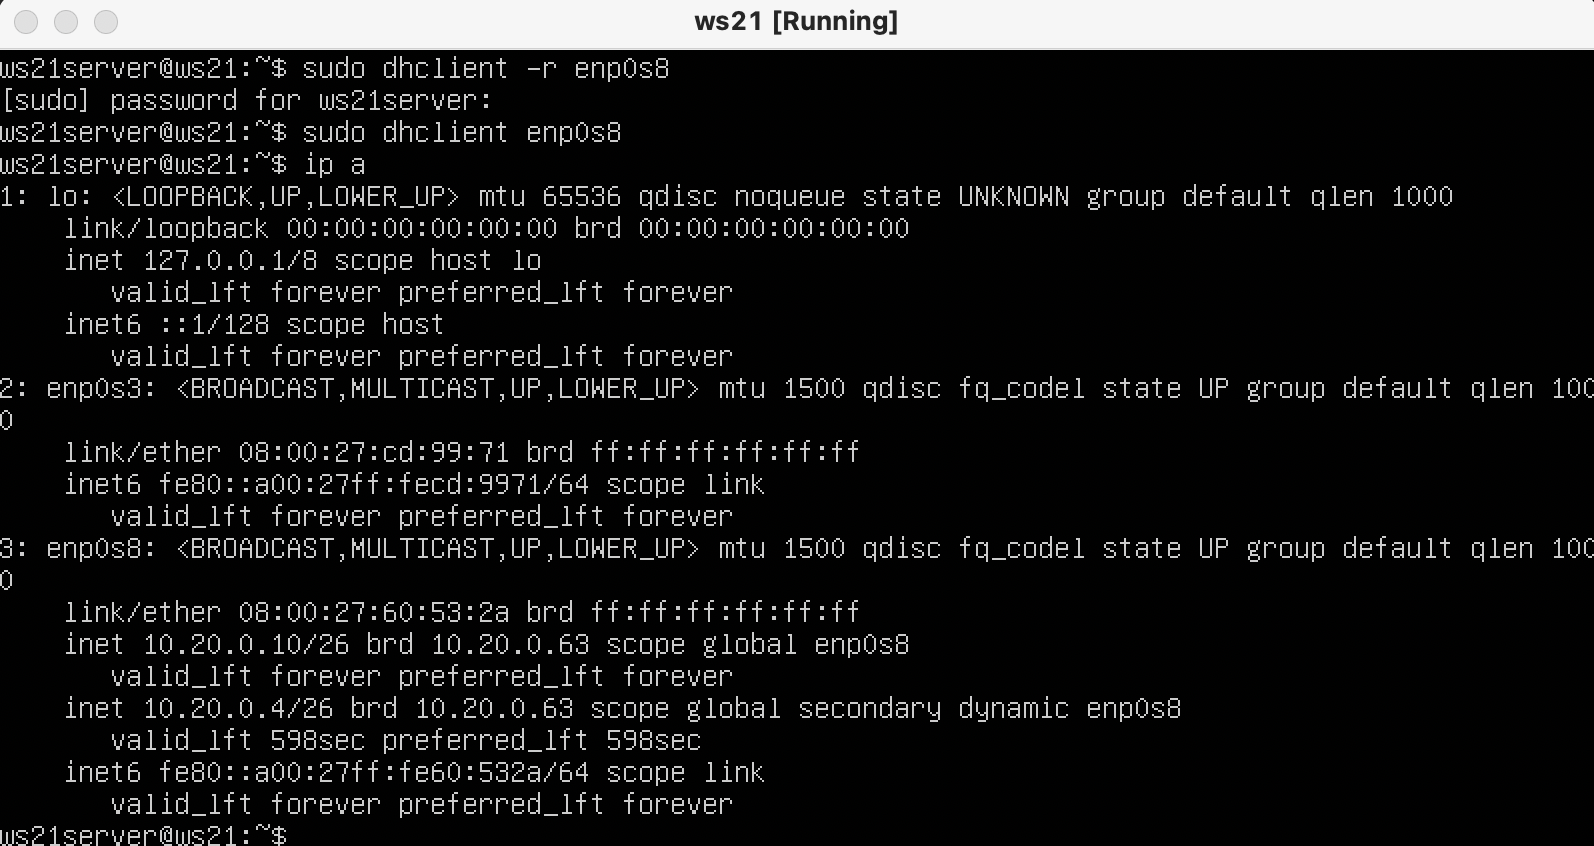 ws21 [Running]
ws21server@ws21:~$ sudo dhclient -r enp0s8
[sudo] password for ws21server:
ws21server@ws21:~$ sudo dhclient enp0s8
ws21server@ws21:~$ ip a
1: lo: <LOOPBACK,UP,LOWER_UP> mtu 65536 qdisc noqueue state UNKNOWN group default qlen 1000
    link/loopback 00:00:00:00:00:00 brd 00:00:00:00:00:00
    inet 127.0.0.1/8 scope host lo
       valid_lft forever preferred_lft forever
    inet6 ::1/128 scope host
       valid_lft forever preferred_lft forever
2: enp0s3: <BROADCAST,MULTICAST,UP,LOWER_UP> mtu 1500 qdisc fq_codel state UP group default qlen 100
0
    link/ether 08:00:27:cd:99:71 brd ff:ff:ff:ff:ff:ff
    inet6 fe80::a00:27ff:fecd:9971/64 scope link
       valid_lft forever preferred_lft forever
3: enp0s8: <BROADCAST,MULTICAST,UP,LOWER_UP> mtu 1500 qdisc fq_codel state UP group default qlen 100
0
    link/ether 08:00:27:60:53:2a brd ff:ff:ff:ff:ff:ff
    inet 10.20.0.10/26 brd 10.20.0.63 scope global enp0s8
       valid_lft forever preferred_lft forever
    inet 10.20.0.4/26 brd 10.20.0.63 scope global secondary dynamic enp0s8
       valid_lft 598sec preferred_lft 598sec
    inet6 fe80::a00:27ff:fe60:532a/64 scope link
       valid_lft forever preferred_lft forever
ws21server@ws21:~$